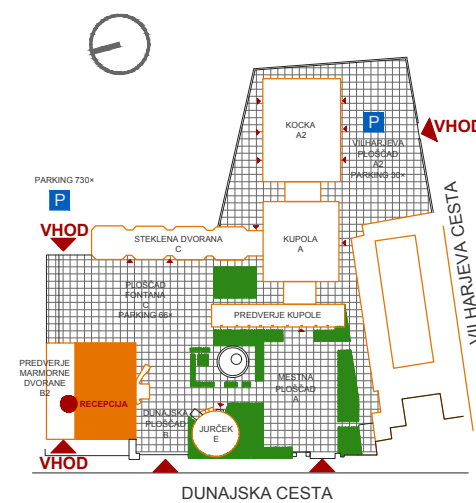 KOCKA
A2
P
VHOD
VILHARJEVA
PLOŠČAD
A2
PARKING 30×
PARKING 730×
P
VHOD
STEKLENA DVORANA
C
KUPOLA
A
VILHARJEVA CESTA
PLOŠČAD
FONTANA
C
PARKING 66×
PREDVERJE KUPOLE
PREDVERJE
MARMORNE
DVORANE
B2
RECEPCIJA
MESTNA
PLOŠČAD
A
DUNAJSKA
PLOŠČAD
B
JURČEK
E
VHOD
DUNAJSKA CESTA